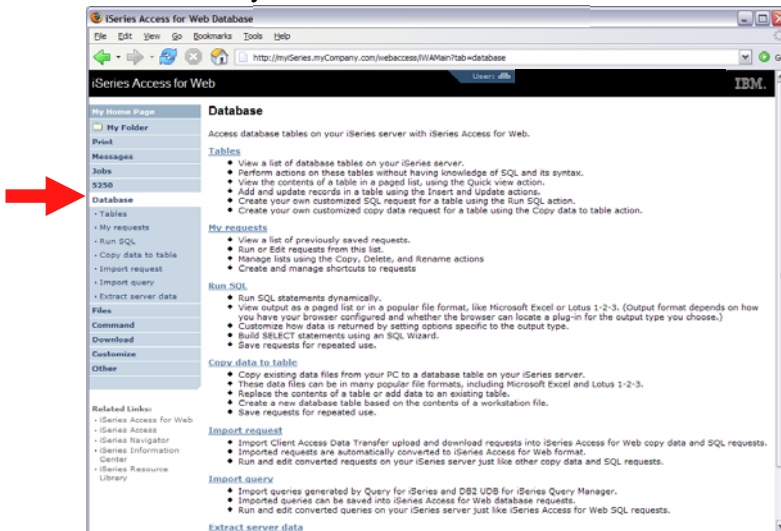 iSeries Access for Web Database
File Edit View Go Bookmarks Tools Help
http://myiSeries.myCompany.com/webaccess/iWAMain?tab=database
iSeries Access for Web
User: dlb
IBM.
My Home Page
My Folder
Print
Messages
Jobs
5250
Database
• Tables
• My requests
• Run SQL
• Copy data to table
• Import request
• Import query
• Extract server data
Files
Command
Download
Customize
Other
Related Links:
• iSeries Access for Web
• iSeries Access
• iSeries Navigator
• iSeries Information
Center
• iSeries Resource
Library
Database
Access database tables on your iSeries server with iSeries Access for Web.
Tables
♦ View a list of database tables on your iSeries server.
♦ Perform actions on these tables without having knowledge of SQL and its syntax.
♦ View the contents of a table in a paged list, using the Quick view action.
♦ Add and update records in a table using the Insert and Update actions.
♦ Create your own customized SQL request for a table using the Run SQL action.
♦ Create your own customized copy data request for a table using the Copy data to table action.
My requests
♦ View a list of previously saved requests.
♦ Run or Edit requests from this list.
♦ Manage lists using the Copy, Delete, and Rename actions
♦ Create and manage shortcuts to requests
Run SQL
♦ Run SQL statements dynamically.
♦ View output as a paged list or in a popular file format, like Microsoft Excel or Lotus 1-2-3. (Output format depends on how
you have your browser configured and whether the browser can locate a plug-in for the output type you choose.)
♦ Customize how data is returned by setting options specific to the output type.
♦ Build SELECT statements using an SQL Wizard.
♦ Save requests for repeated use.
Copy data to table
♦ Copy existing data files from your PC to a database table on your iSeries server.
♦ These data files can be in many popular file formats, including Microsoft Excel and Lotus 1-2-3.
♦ Replace the contents of a table or add data to an existing table.
♦ Create a new database table based on the contents of a workstation file.
♦ Save requests for repeated use.
Import request
♦ Import Client Access Data Transfer upload and download requests into iSeries Access for Web copy data and SQL requests.
♦ Imported requests are automatically converted to iSeries Access for Web format.
♦ Run and edit converted requests on your iSeries server just like other copy data and SQL requests.
Import query
♦ Import queries generated by Query for iSeries and DB2 UDB for iSeries Query Manager.
♦ Imported queries can be saved into iSeries Access for Web database requests.
♦ Run and edit converted queries on your iSeries server just like iSeries Access for Web SQL requests.
Extract server data